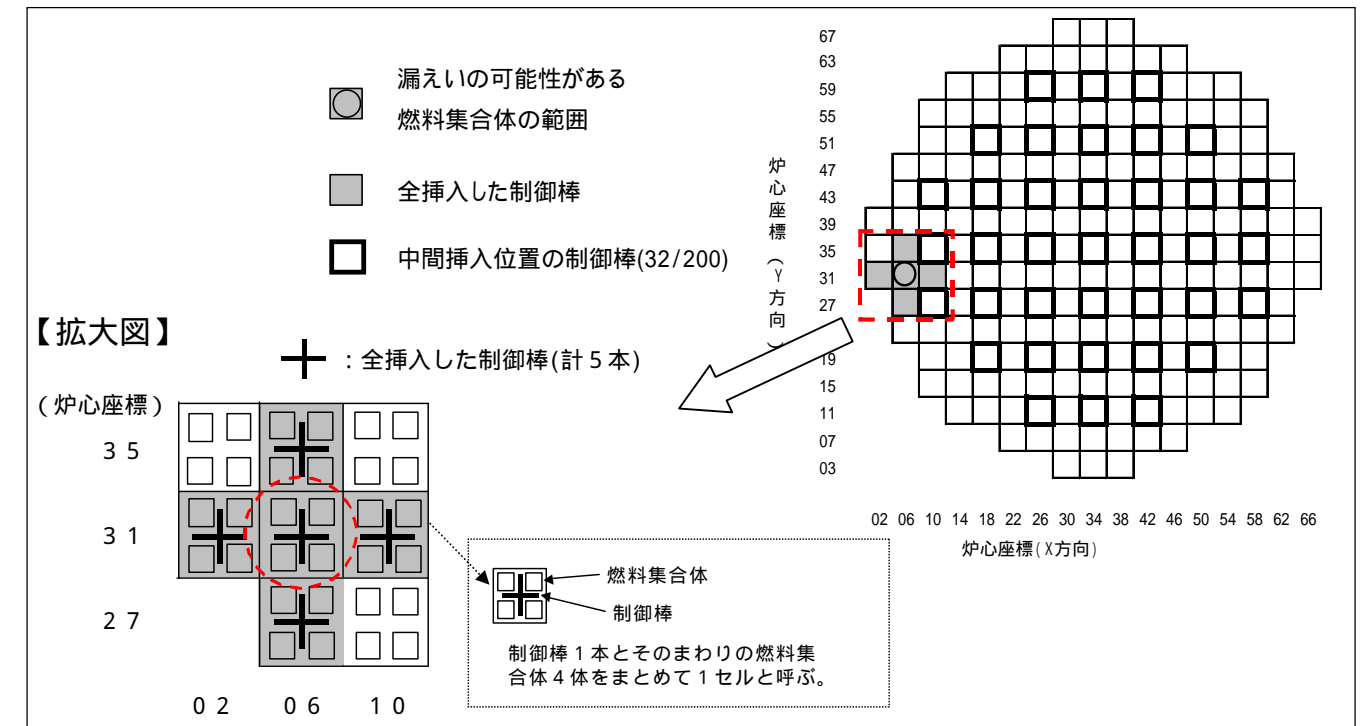 漏えいの可能性がある
燃料集合体の範囲
全挿入した制御棒
中間挿入位置の制御棒(32/200)
【拡大図】
：全挿入した制御棒(計５本)
（炉心座標）
３５
３１
２７
０２ ０６ １０
燃料集合体
制御棒
制御棒１本とそのまわりの燃料集
合体４体をまとめて１セルと呼ぶ。
炉心座標（Y方向）
67
63
59
55
51
47
43
39
35
31
27
19
15
11
07
03
02 06 10 14 18 22 26 30 34 38 42 46 50 54 58 62 66
炉心座標(X方向)